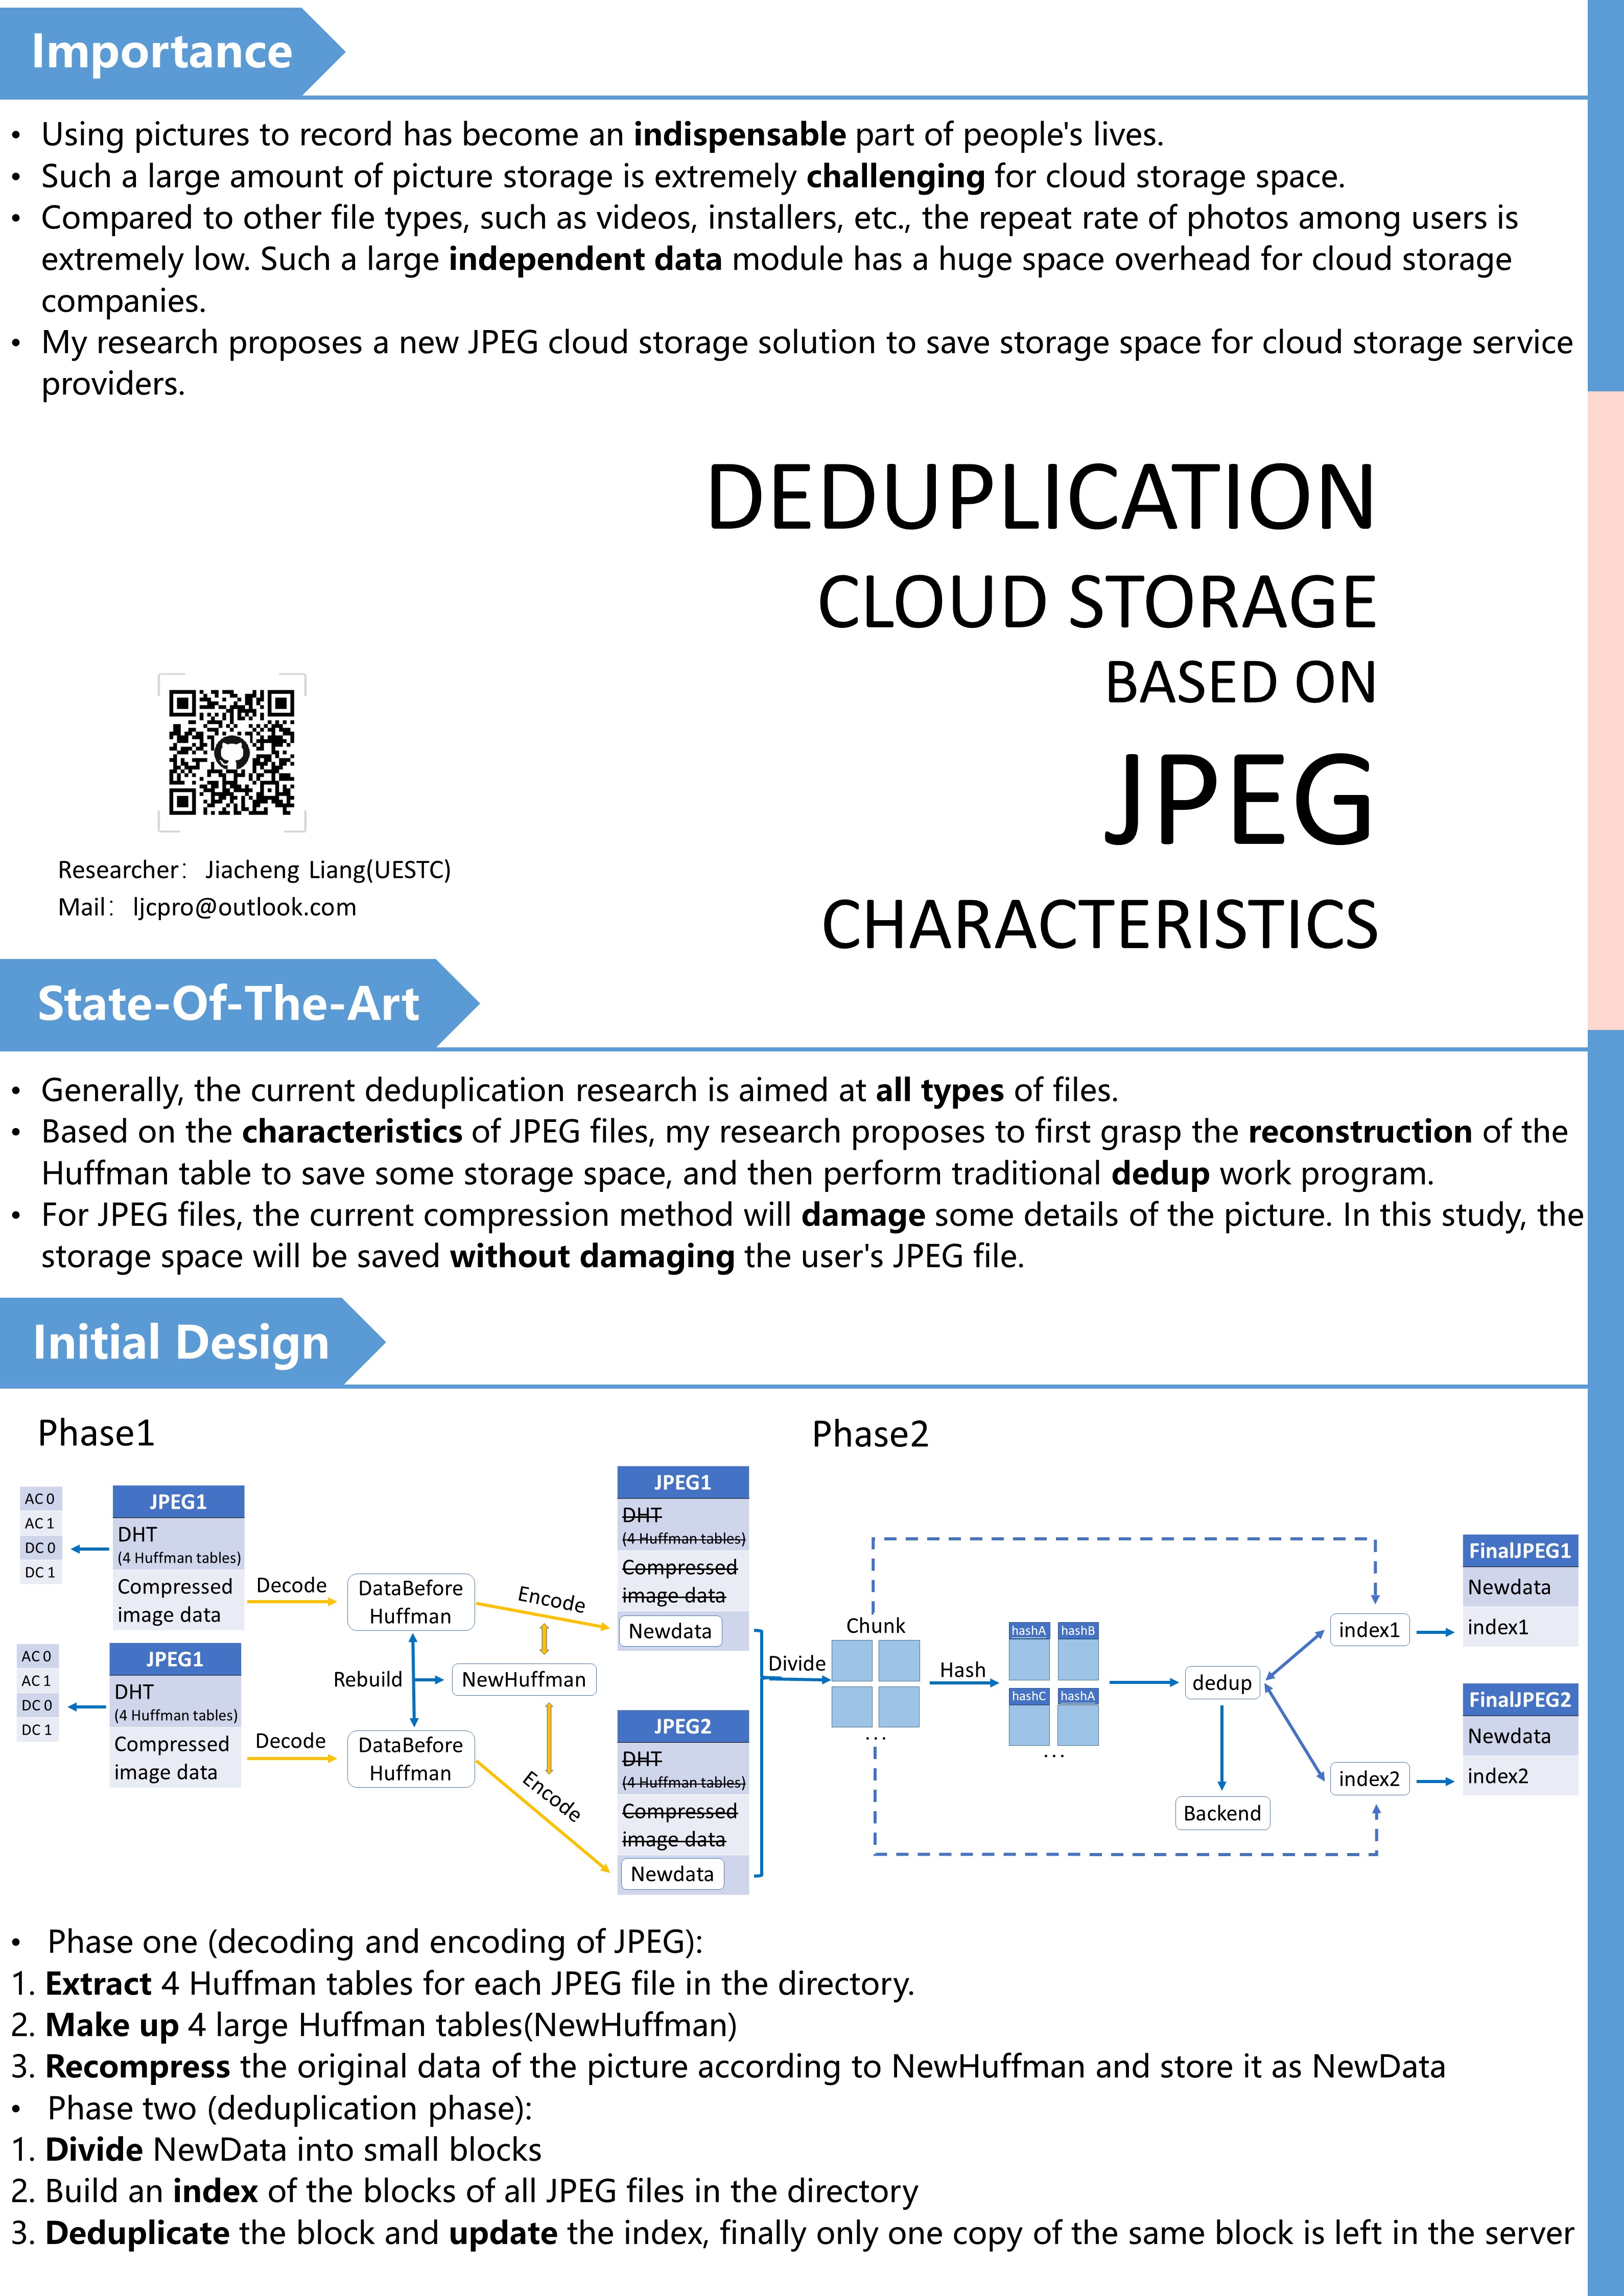 Importance
• Using pictures to record has become an indispensable part of people's lives.
• Such a large amount of picture storage is extremely challenging for cloud storage space.
• Compared to other file types, such as videos, installers, etc., the repeat rate of photos among users is
extremely low. Such a large independent data module has a huge space overhead for cloud storage
companies.
• My research proposes a new JPEG cloud storage solution to save storage space for cloud storage service
providers.
DEDUPLICATION
CLOUD STORAGE
BASED ON
JPEG
CHARACTERISTICS
Researcher： Jiacheng Liang(UESTC)
Mail： ljcpro@outlook.com
State-Of-The-Art
• Generally, the current deduplication research is aimed at all types of files.
• Based on the characteristics of JPEG files, my research proposes to first grasp the reconstruction of the
Huffman table to save some storage space, and then perform traditional dedup work program.
• For JPEG files, the current compression method will damage some details of the picture. In this study, the
storage space will be saved without damaging the user's JPEG file.
Initial Design
Phase1
AC 0
AC 1
DC 0
DC 1
JPEG1
DHT
(4 Huffman tables)
Compressed
image data
Decode
DataBefore
Huffman
Encode
JPEG1
DHT
(4 Huffman tables)
Compressed
image data
Newdata
AC 0
AC 1
DC 0
DC 1
JPEG1
DHT
(4 Huffman tables)
Compressed
image data
Rebuild
NewHuffman
Decode
DataBefore
Huffman
Encode
JPEG2
DHT
(4 Huffman tables)
Compressed
image data
Newdata
Phase2
Divide
Chunk
...
Hash
hashA
hashB
hashC
hashA
...
dedup
Backend
index1
index2
FinalJPEG1
Newdata
index1
FinalJPEG2
Newdata
index2
• Phase one (decoding and encoding of JPEG):
1. Extract 4 Huffman tables for each JPEG file in the directory.
2. Make up 4 large Huffman tables(NewHuffman)
3. Recompress the original data of the picture according to NewHuffman and store it as NewData
• Phase two (deduplication phase):
1. Divide NewData into small blocks
2. Build an index of the blocks of all JPEG files in the directory
3. Deduplicate the block and update the index, finally only one copy of the same block is left in the server